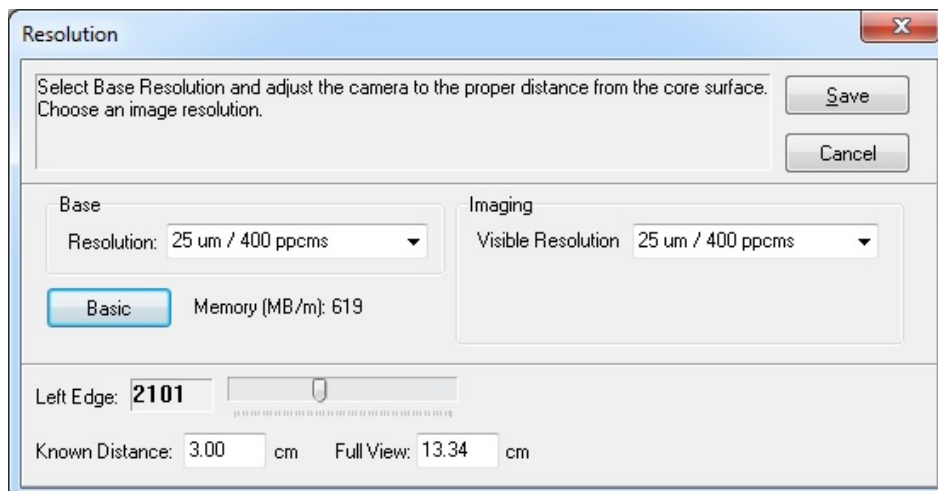 Resolution
Select Base Resolution and adjust the camera to the proper distance from the core surface.
Choose an image resolution.
Save
Cancel
Base
Resolution: 25 um / 400 ppcms
Imaging
Visible Resolution 25 um / 400 ppcms
Basic Memory (MB/m): 619
Left Edge: 2101
Known Distance: 3.00 cm Full View: 13.34 cm